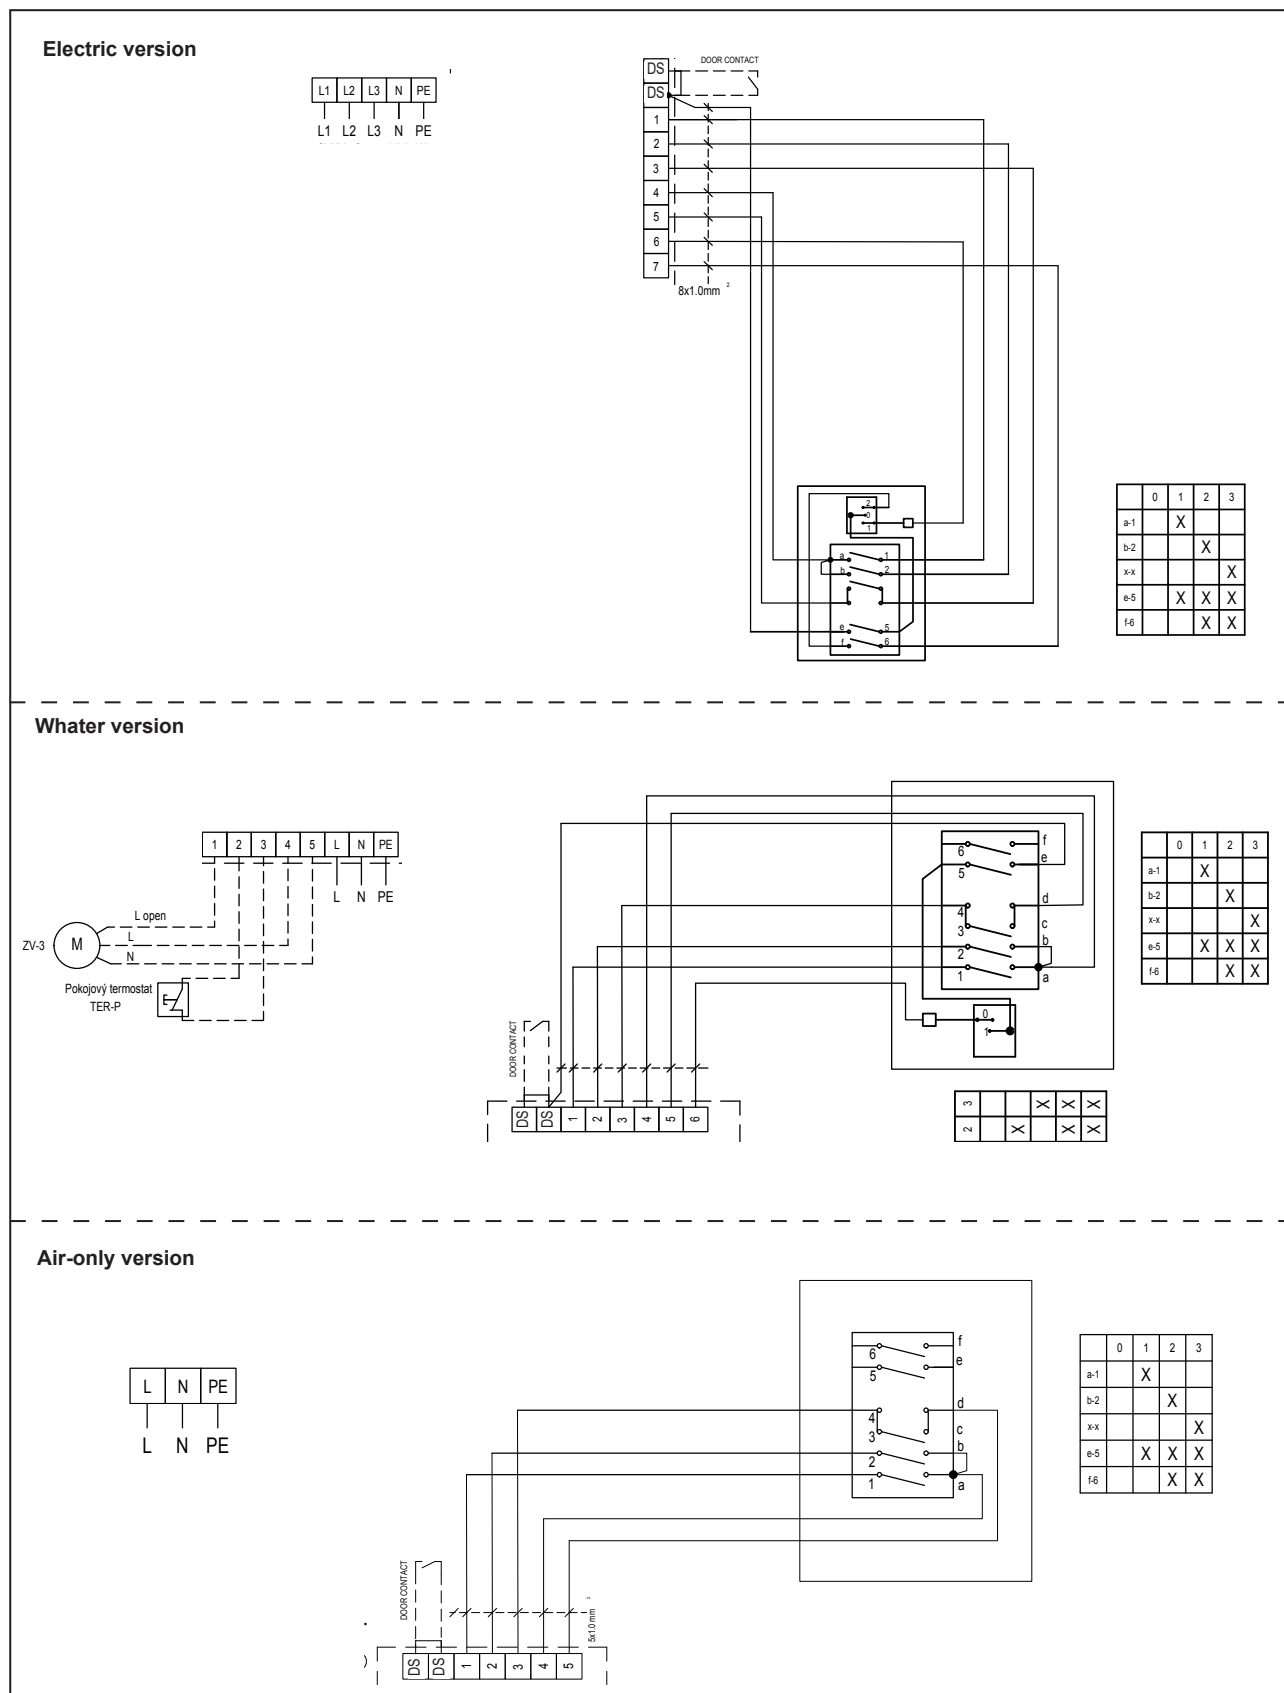 Electric version
L1 L2 L3 N PE
L1 L2 L3 N PE
DS
DOOR CONTACT
DS
1
2
3
4
5
6
7
8x1.0mm 2
2
0
1
a 1
b 2
e 5
f 6
0 1 2 3
a-1 X
b-2 X
x-x X
e-5 X X X
f-6 X X
Whater version
1 2 3 4 5 L N PE
L N PE
L open
ZV-3 M L
N
Pokojový termostat
TER-P
6 f
5 e
4 d
3 c
2 b
1 a
0
1
DOOR CONTACT
DS DS 1 2 3 4 5 6
0 1 2 3
a-1 X
b-2 X
x-x X
e-5 X X X
f-6 X X
3 X X X
2 X X X
Air-only version
L N PE
L N PE
6 f
5 e
4 d
3 c
2 b
1 a
0 1 2 3
a-1 X
b-2 X
x-x X
e-5 X X X
f-6 X X
DOOR CONTACT
5x1.0 mm 2
)
DS DS 1 2 3 4 5